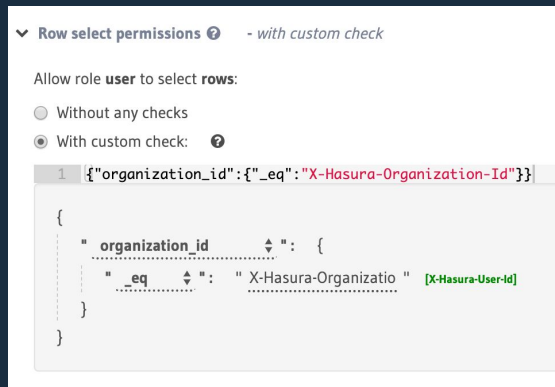 Row select permissions ? - with custom check
Allow role user to select rows:
Without any checks
With custom check: ?
1 {"organization_id":{"_eq":"X-Hasura-Organization-Id"}}
{
" organization_id ": {
" _eq ": " X-Hasura-Organizatio " [X-Hasura-User-Id]
}
}